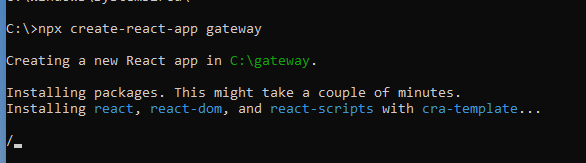 C:\>npx create-react-app gateway
Creating a new React app in C:\gateway.
Installing packages. This might take a couple of minutes.
Installing react, react-dom, and react-scripts with cra-template...
/